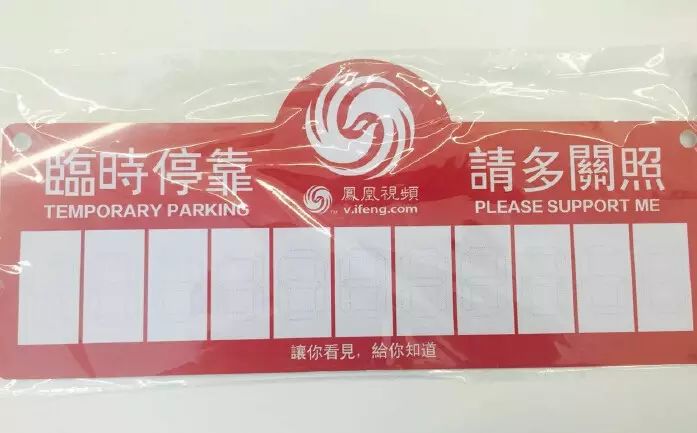 臨時停靠
TEMPORARY PARKING
鳳凰視頻
v.ifeng.com
請多關照
PLEASE SUPPORT ME
讓你看見，給你知道